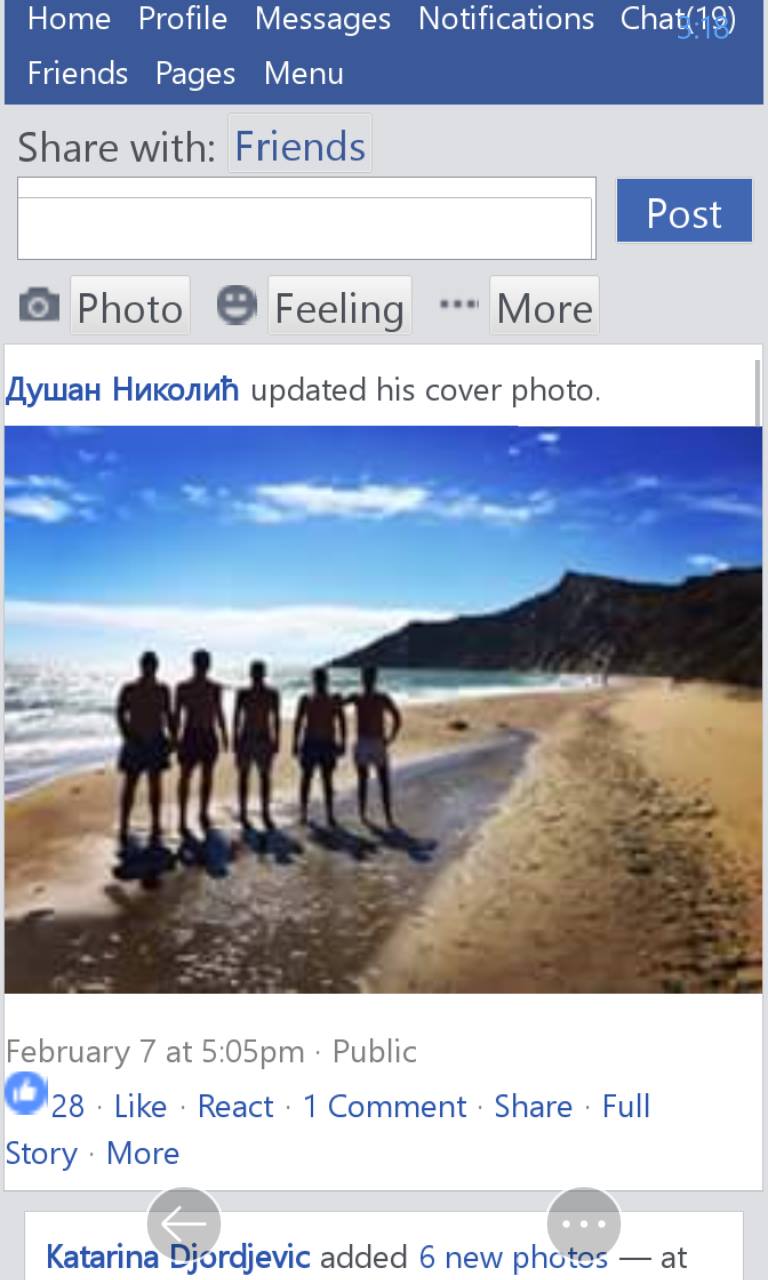 Home Profile Messages Notifications Chat(19)
3:18
Friends Pages Menu
Share with: Friends
Post
Photo Feeling More
Душан Николић updated his cover photo.
February 7 at 5:05pm · Public
28 · Like · React · 1 Comment · Share · Full
Story · More
Katarina Djordjevic added 6 new photos — at